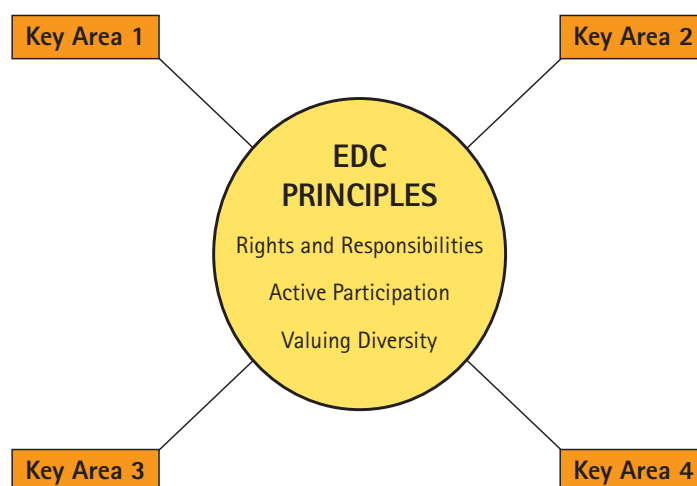 Key Area 1
Key Area 2
EDC
PRINCIPLES
Rights and Responsibilities
Active Participation
Valuing Diversity
Key Area 3
Key Area 4